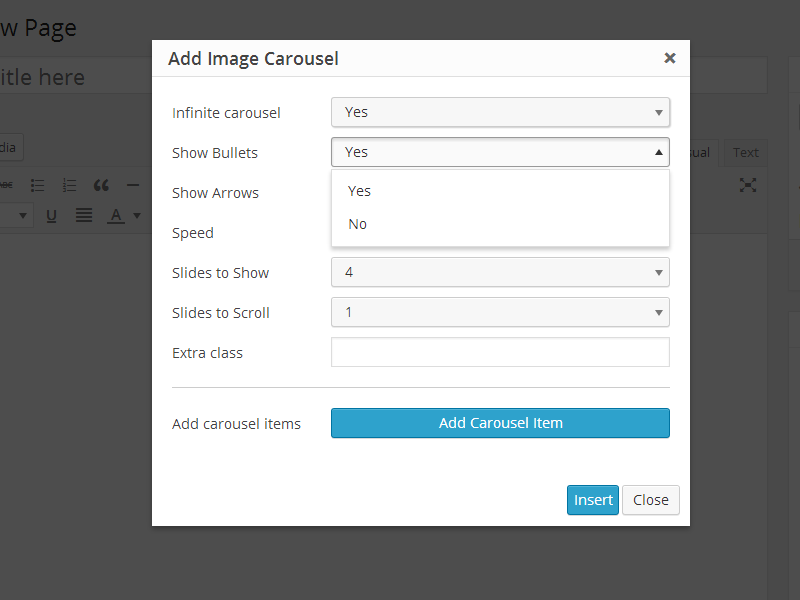 w Page
Add Image Carousel
itle here
Infinite carousel Yes
dia
Show Bullets Yes
ual Text
ABC
Show Arrows Yes
No
U A
Speed
Slides to Show 4
Slides to Scroll 1
Extra class
Add carousel items Add Carousel Item
Insert Close